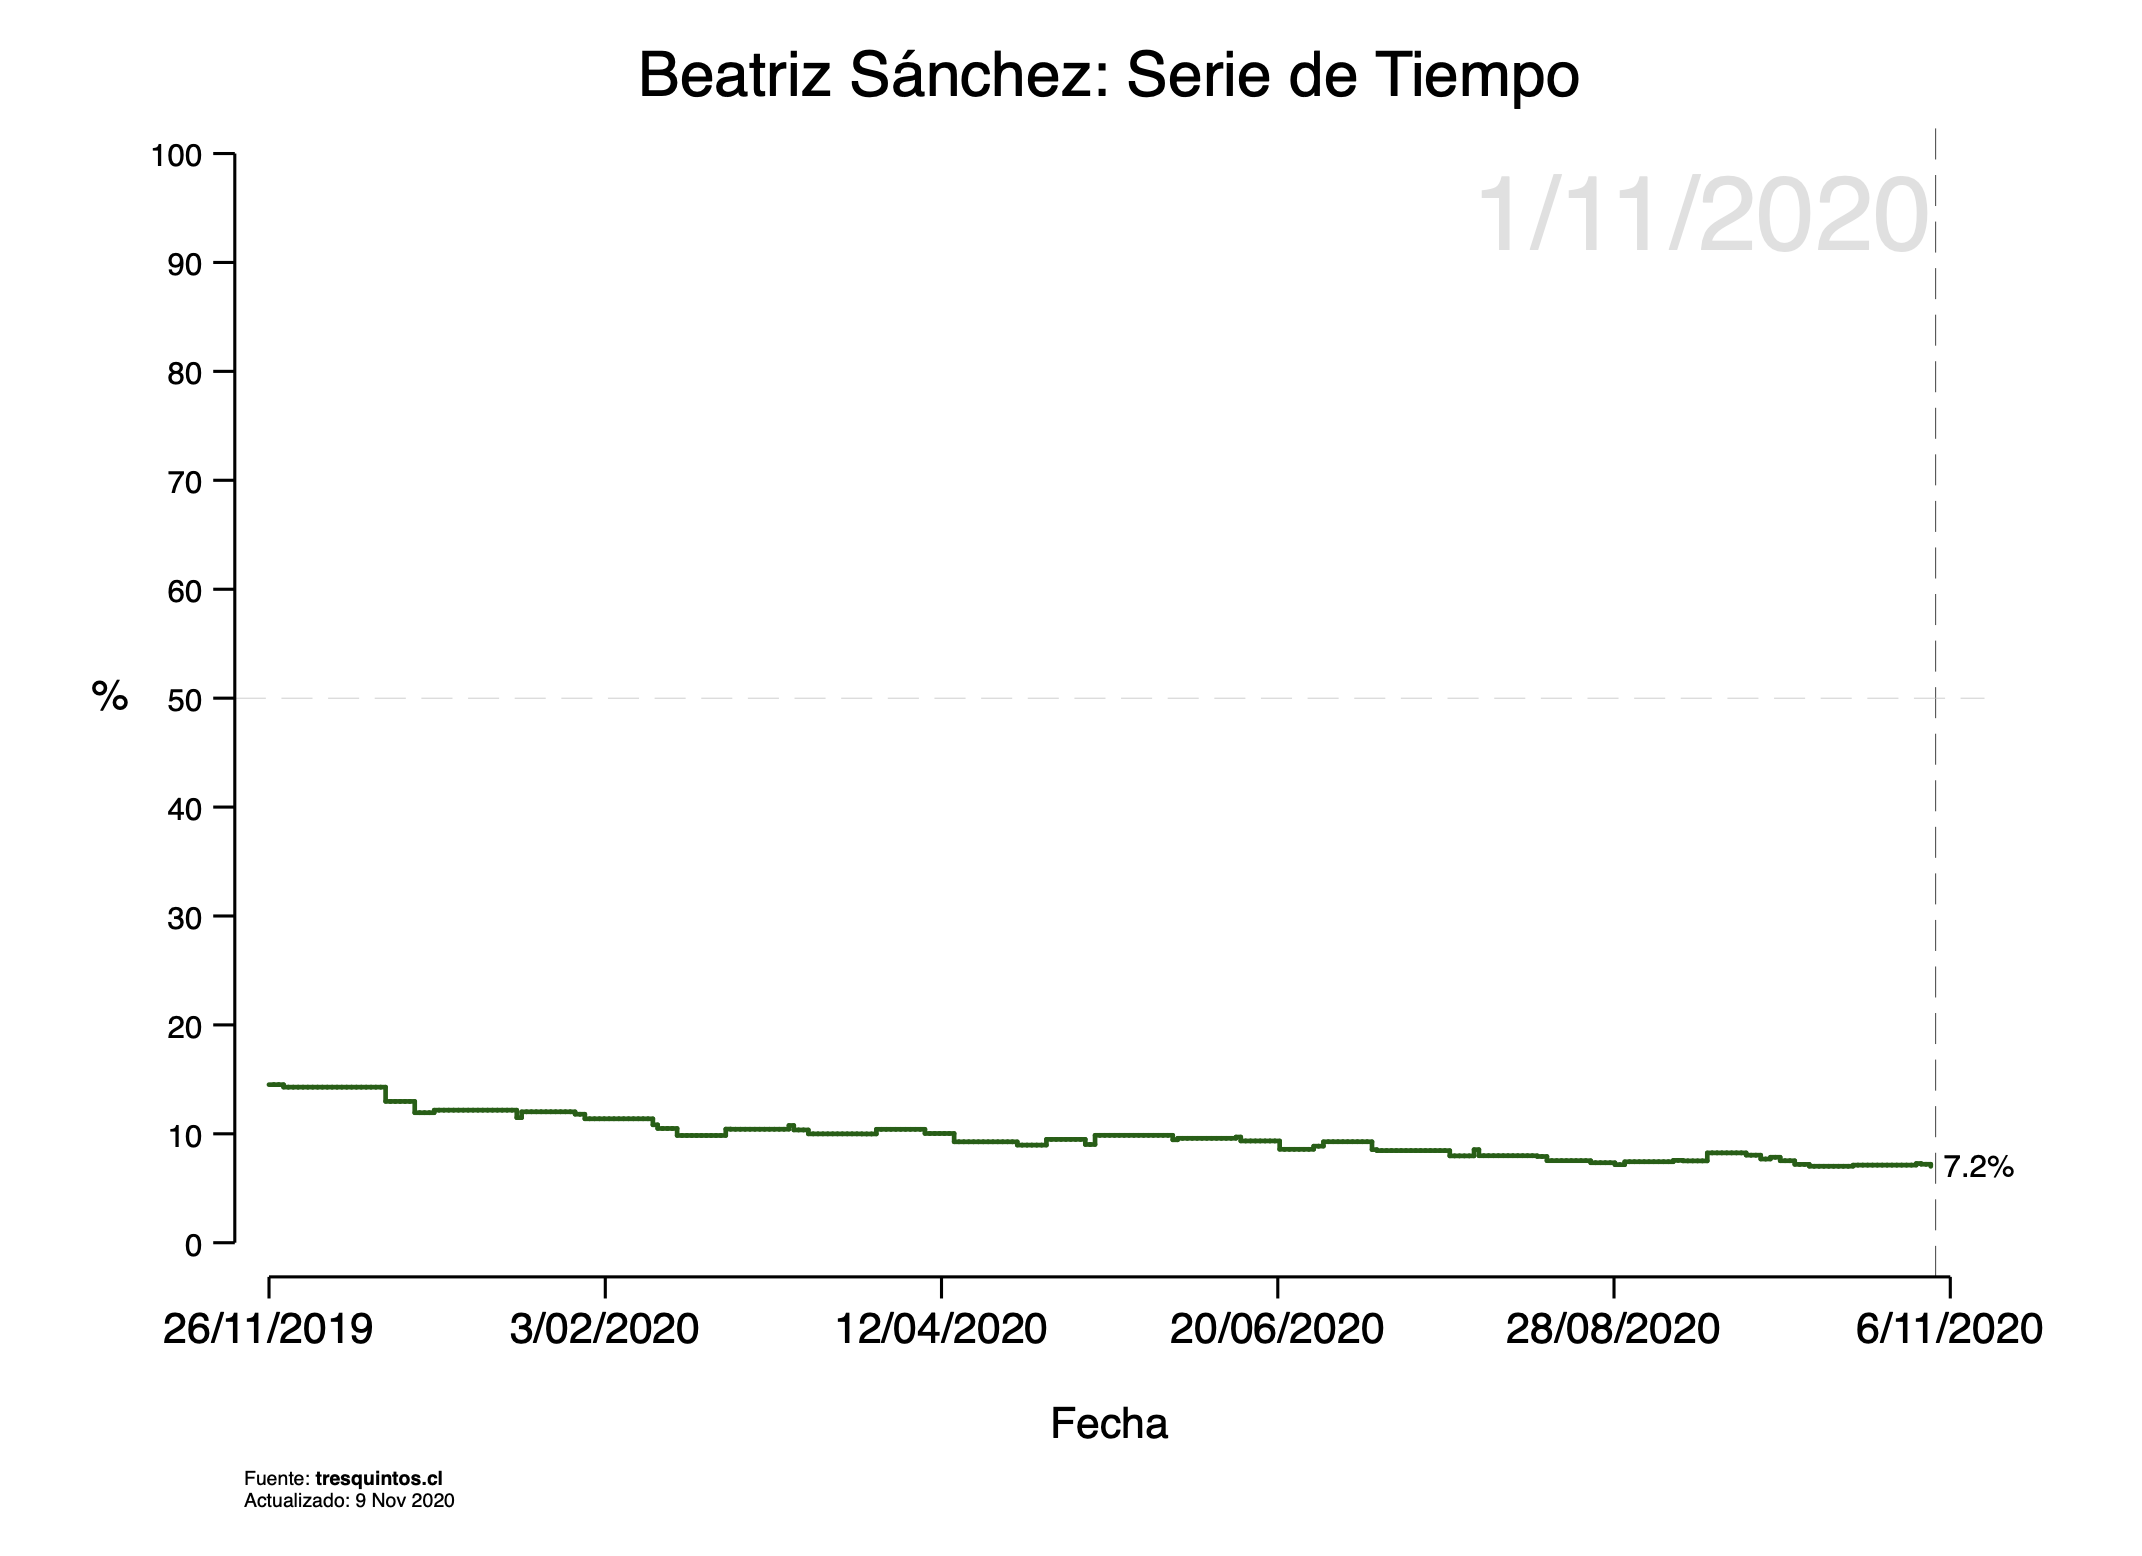 Beatriz Sánchez: Serie de Tiempo
1/11/2020
100
90
80
70
60
50
40
30
20
10
0
%
7.2%
26/11/2019 3/02/2020 12/04/2020 20/06/2020 28/08/2020 6/11/2020
Fecha
Fuente: tresquintos.cl
Actualizado: 9 Nov 2020